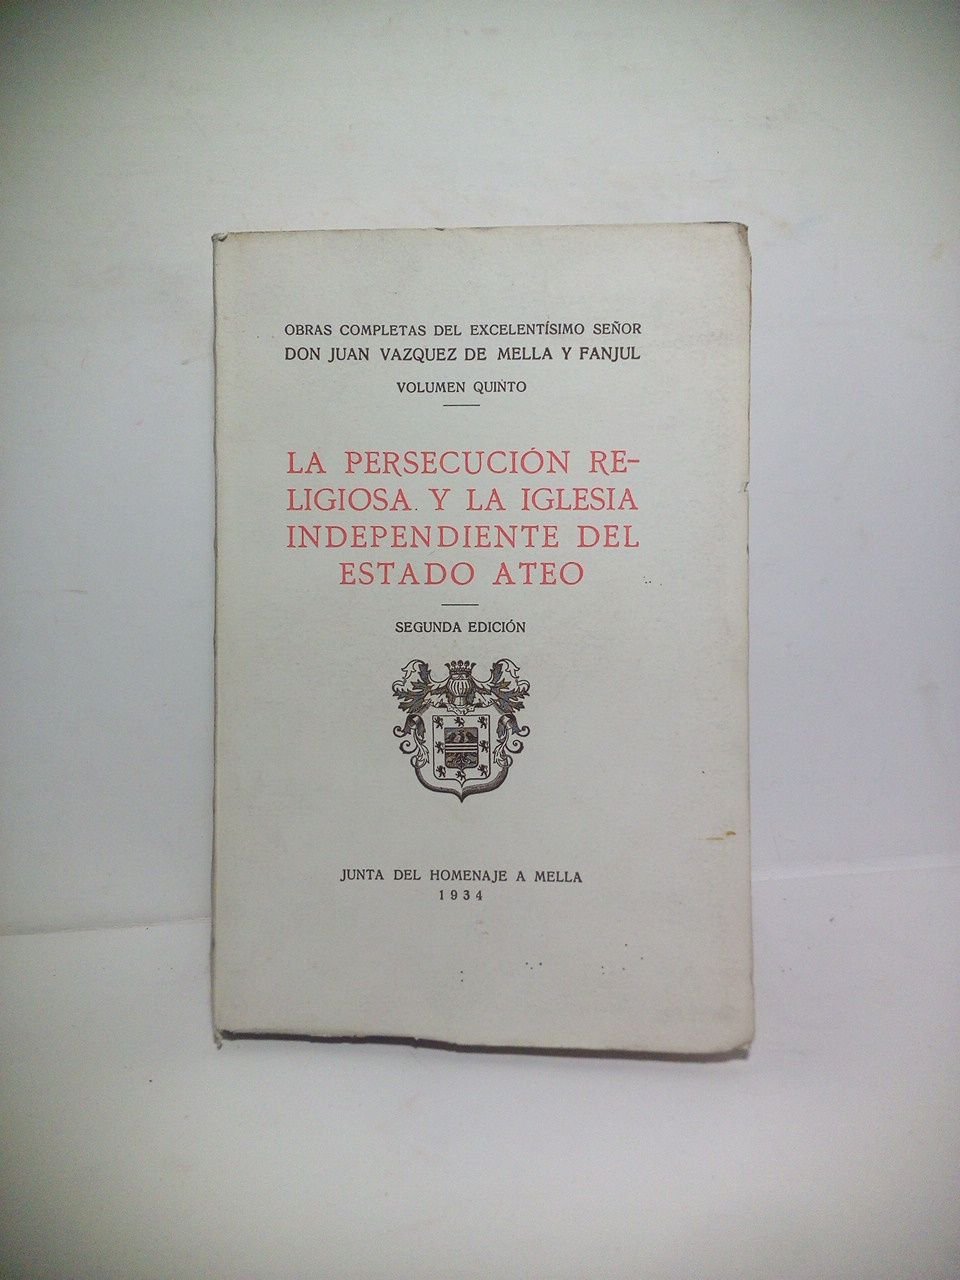 OBRAS COMPLETAS DEL EXCELENTÍSIMO SEÑOR
DON JUAN VAZQUEZ DE MELLA Y FANJUL
VOLUMEN QUINTO
LA PERSECUCIÓN RE-
LIGIOSA Y LA IGLESIA
INDEPENDIENTE DEL
ESTADO ATEO
SEGUNDA EDICIÓN
JUNTA DEL HOMENAJE A MELLA
1934